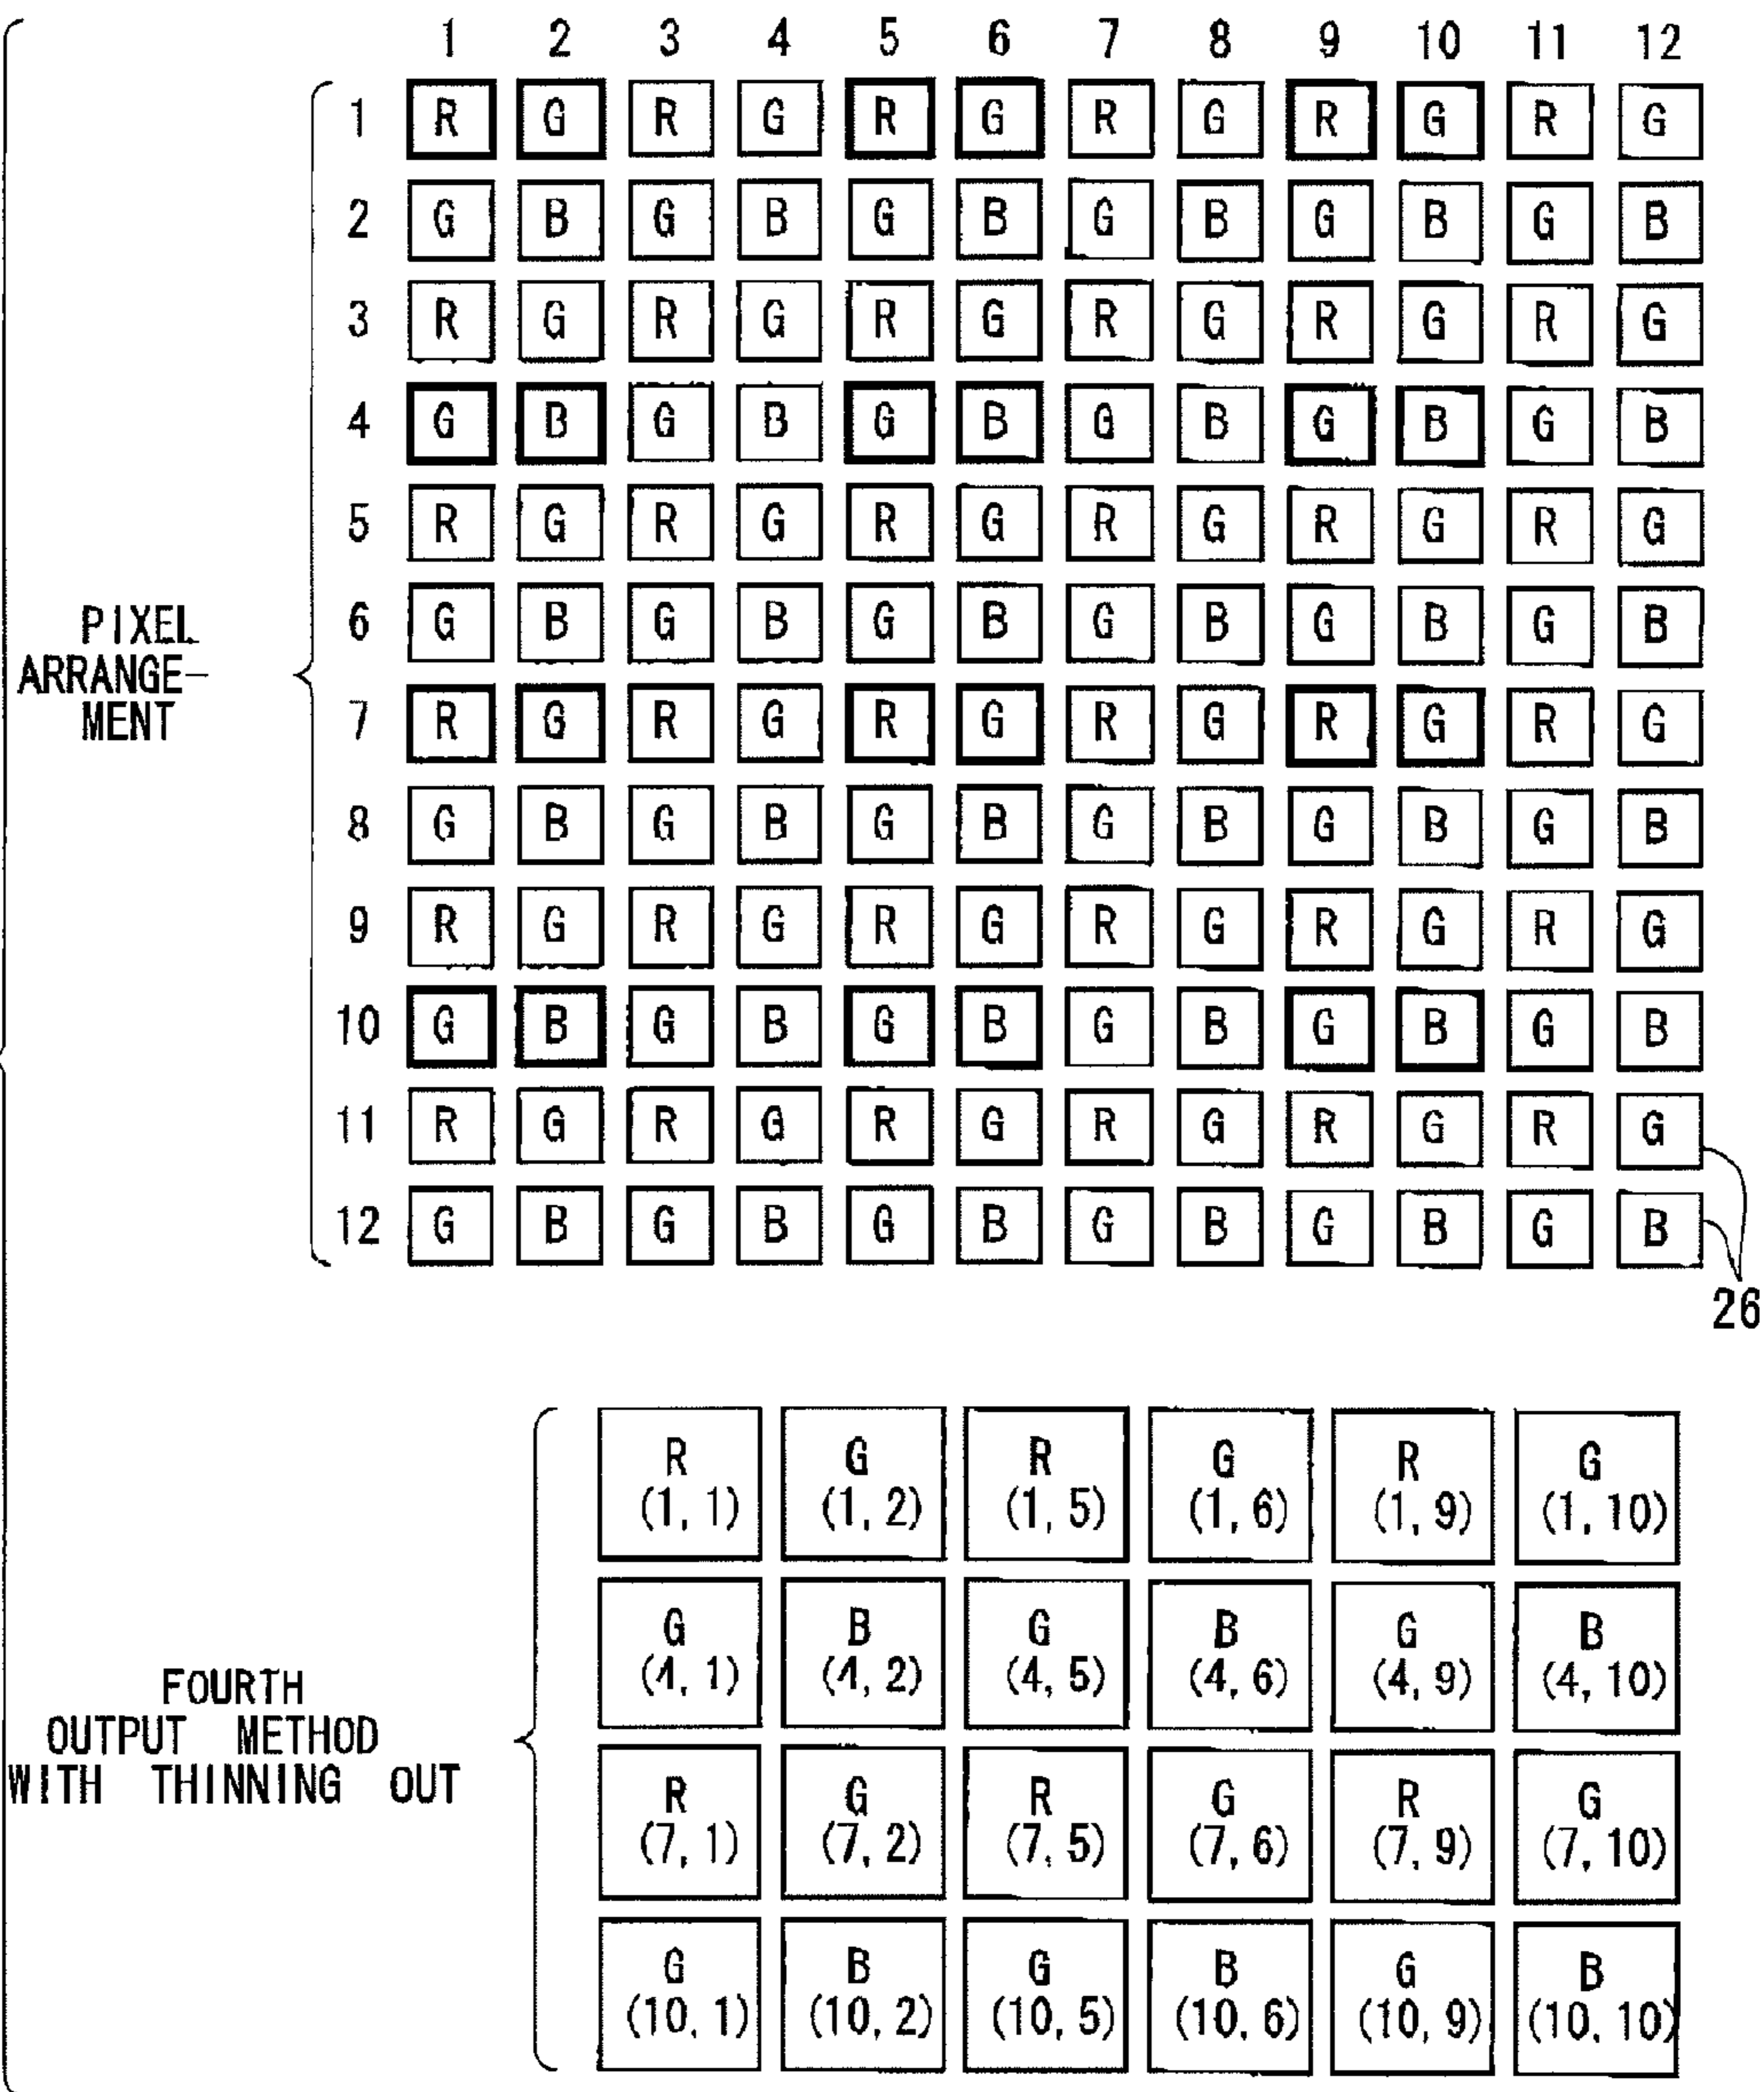 1 2 3 4 5 6 7 8 9 10 11 12
1 R G R G R G R G R G R G
2 G B G B G B G B G B G B
3 R G R G R G R G R G R G
4 G B G B G B G B G B G B
5 R G R G R G R G R G R G
6 G B G B G B G B G B G B
7 R G R G R G R G R G R G
8 G B G B G B G B G B G B
9 R G R G R G R G R G R G
10 G B G B G B G B G B G B
11 R G R G R G R G R G R G
12 G B G B G B G B G B G B
PIXEL
ARRANGE-
MENT
26
FOURTH
OUTPUT METHOD
WITH THINNING OUT
R G R G R G
(1, 1) (1, 2) (1, 5) (1, 6) (1, 9) (1, 10)
G B G B G B
(4, 1) (4, 2) (4, 5) (4, 6) (4, 9) (4, 10)
R G R G R G
(7, 1) (7, 2) (7, 5) (7, 6) (7, 9) (7, 10)
G B G B G B
(10, 1) (10, 2) (10, 5) (10, 6) (10, 9) (10, 10)